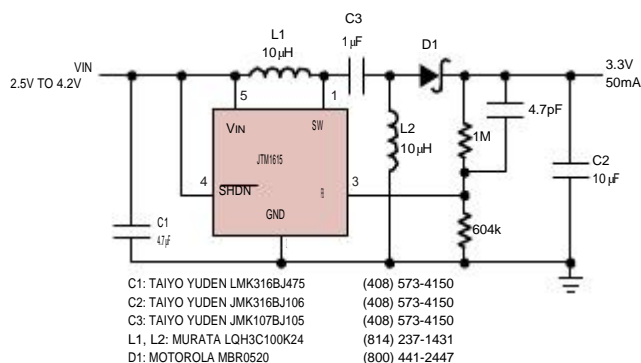 C3
1µF
L1
10µH
D1
VIN
2.5V TO 4.2V
3.3V
50mA
5
1
4.7pF
VIN
SW
L2
10µH
1M
JTM1615
C2
10µF
4
SHDN
3
GND
604k
C1
4.7µF
C1: TAIYO YUDEN LMK316BJ475 (408) 573-4150
C2: TAIYO YUDEN JMK316BJ106 (408) 573-4150
C3: TAIYO YUDEN JMK107BJ105 (408) 573-4150
L1, L2: MURATA LQH3C100K24 (814) 237-1431
D1: MOTOROLA MBR0520 (800) 441-2447